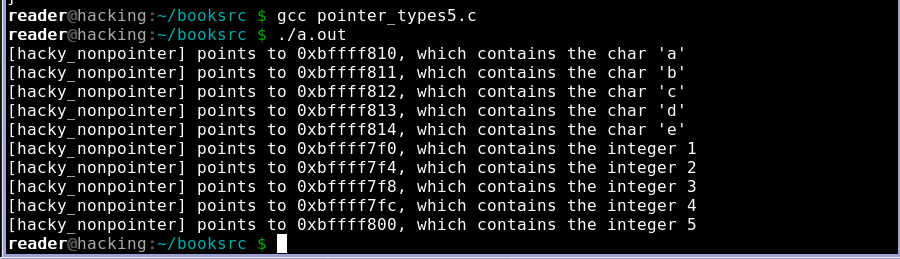 reader@hacking:~/booksrc $ gcc pointer_types5.c
reader@hacking:~/booksrc $ ./a.out
[hacky_nonpointer] points to 0xbffff810, which contains the char 'a'
[hacky_nonpointer] points to 0xbffff811, which contains the char 'b'
[hacky_nonpointer] points to 0xbffff812, which contains the char 'c'
[hacky_nonpointer] points to 0xbffff813, which contains the char 'd'
[hacky_nonpointer] points to 0xbffff814, which contains the char 'e'
[hacky_nonpointer] points to 0xbffff7f0, which contains the integer 1
[hacky_nonpointer] points to 0xbffff7f4, which contains the integer 2
[hacky_nonpointer] points to 0xbffff7f8, which contains the integer 3
[hacky_nonpointer] points to 0xbffff7fc, which contains the integer 4
[hacky_nonpointer] points to 0xbffff800, which contains the integer 5
reader@hacking:~/booksrc $